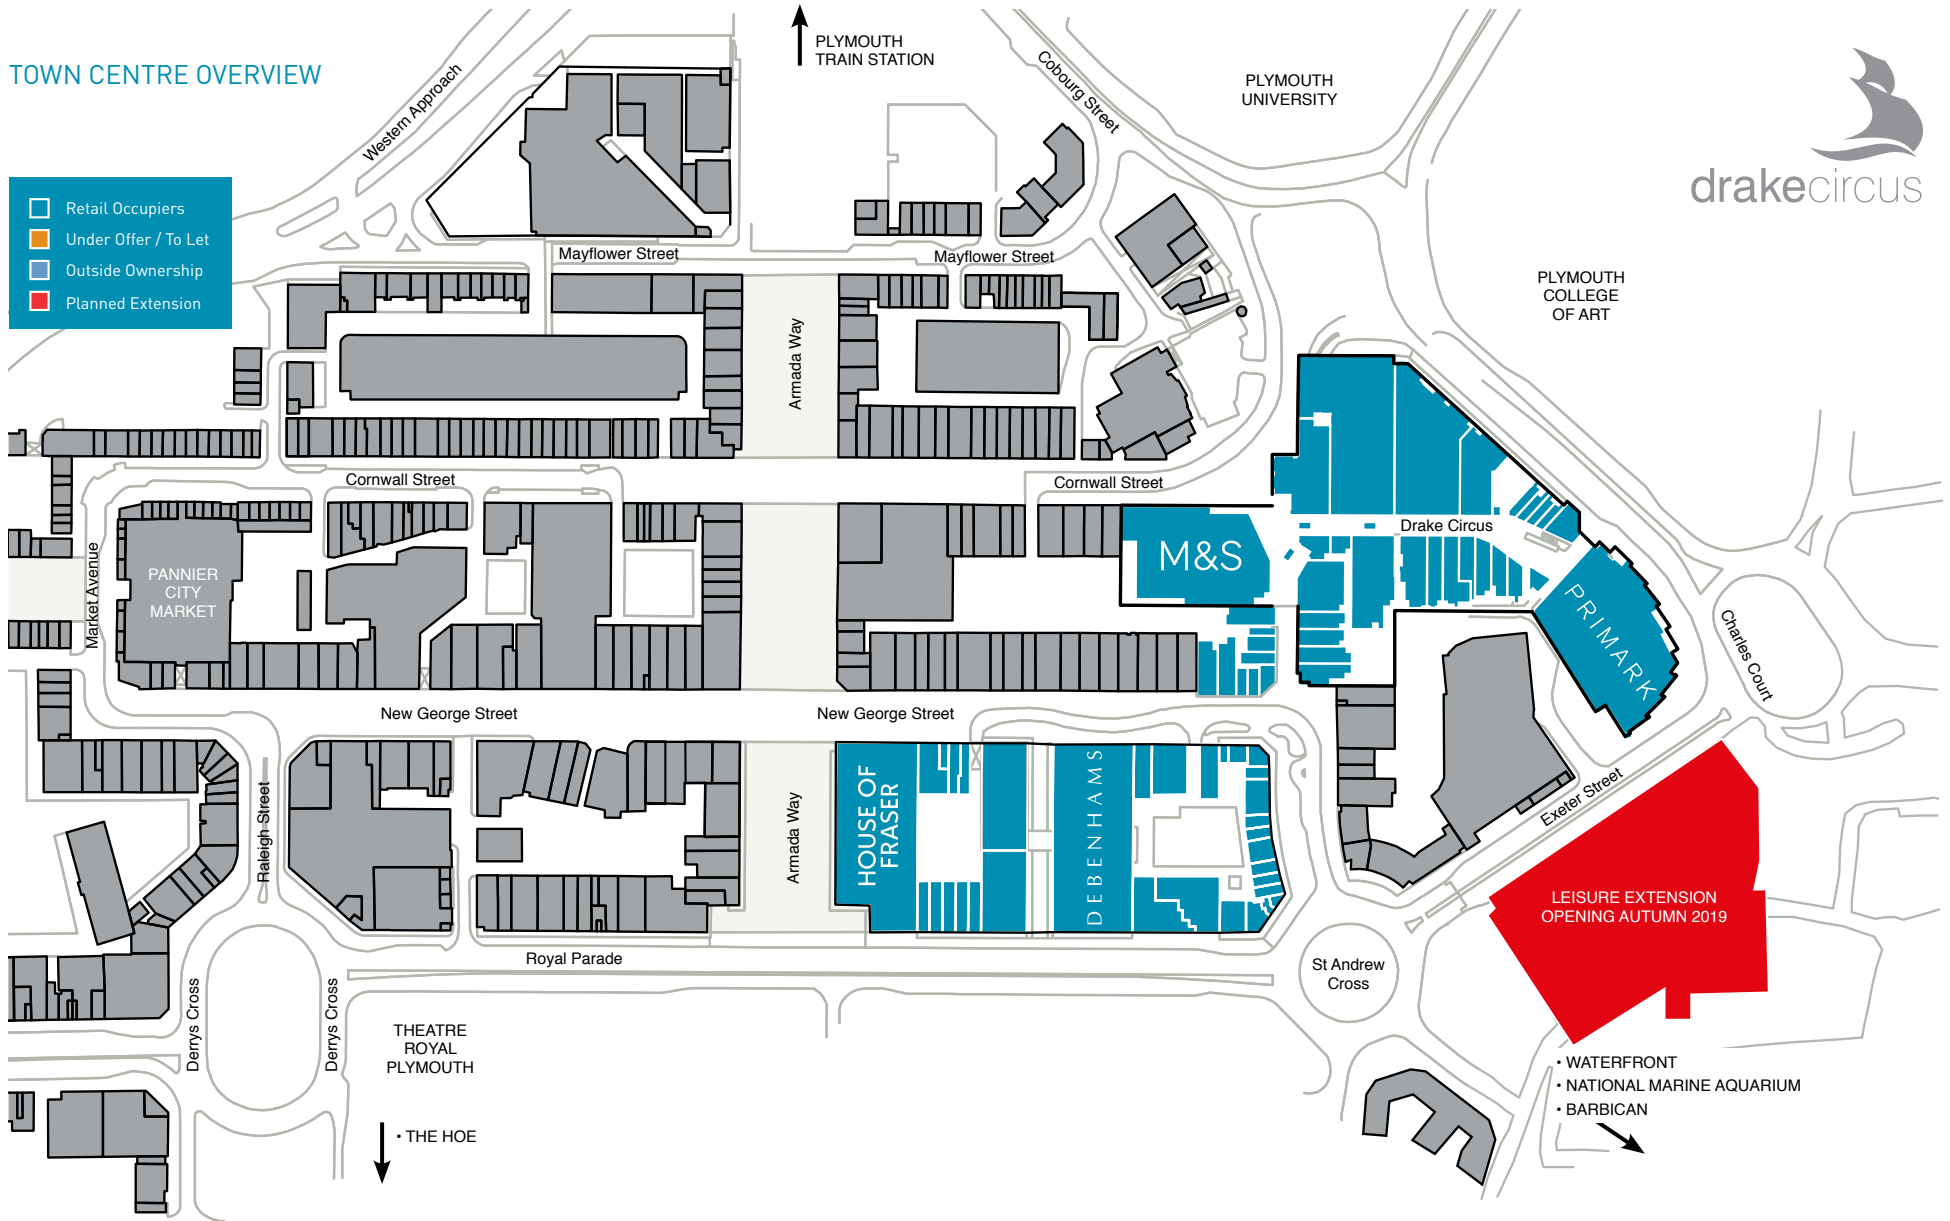 TOWN CENTRE OVERVIEW
PLYMOUTH
TRAIN STATION
Cobourg Street
PLYMOUTH
UNIVERSITY
drakecircus
Western Approach
Retail Occupiers
Under Offer / To Let
Outside Ownership
Planned Extension
Mayflower Street
Mayflower Street
PLYMOUTH
COLLEGE
OF ART
Armada Way
Cornwall Street
Cornwall Street
Drake Circus
M&S
PANNIER
CITY
MARKET
Market Avenue
PRIMARK
Charles Court
New George Street
New George Street
Raleigh Street
Armada Way
HOUSE OF
FRASER
DEBENHAMS
Exeter Street
LEISURE EXTENSION
OPENING AUTUMN 2019
Royal Parade
St Andrew
Cross
Derrys Cross
Derrys Cross
THEATRE
ROYAL
PLYMOUTH
• WATERFRONT
• NATIONAL MARINE AQUARIUM
• BARBICAN
• THE HOE